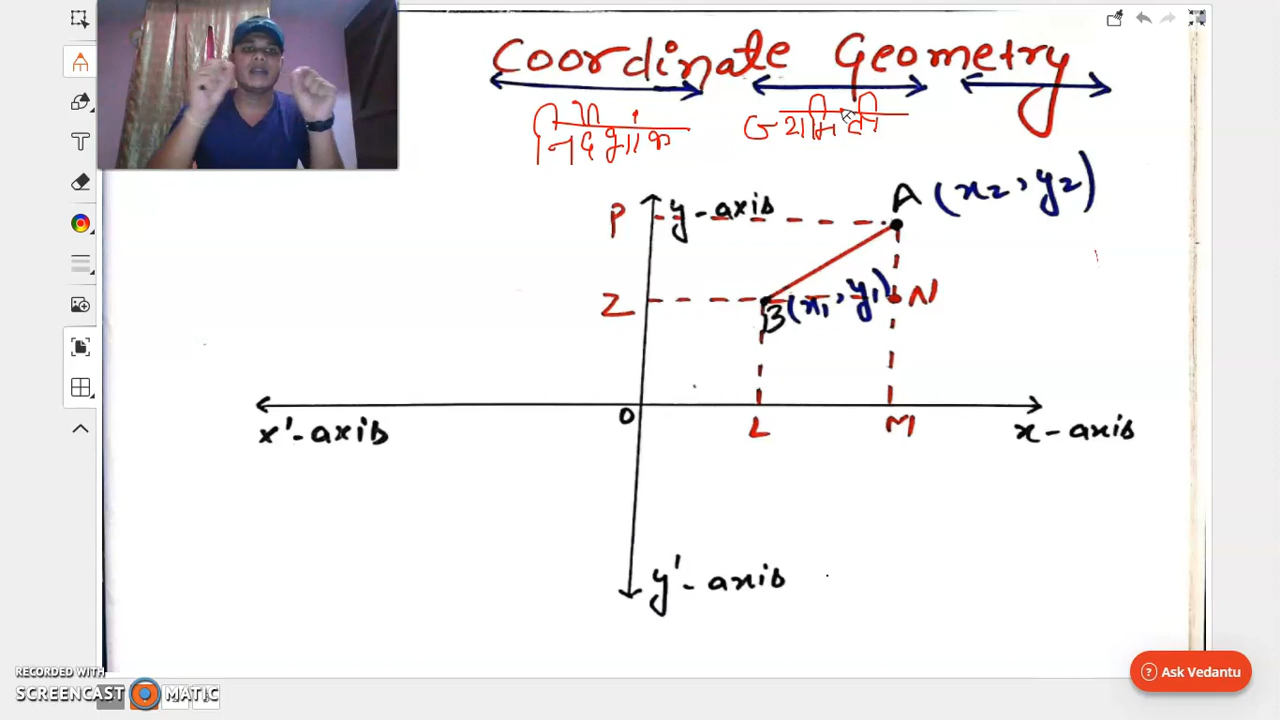 Coordinate Geometry
निर्देशांक ज्यामिती
P
y-axis
A (x2, y2)
Z
B(x1, y1)
N
O
L
M
x'-axis
x-axis
y'-axis
T
RECORDED WITH
SCREENCAST MATIC
? Ask Vedantu